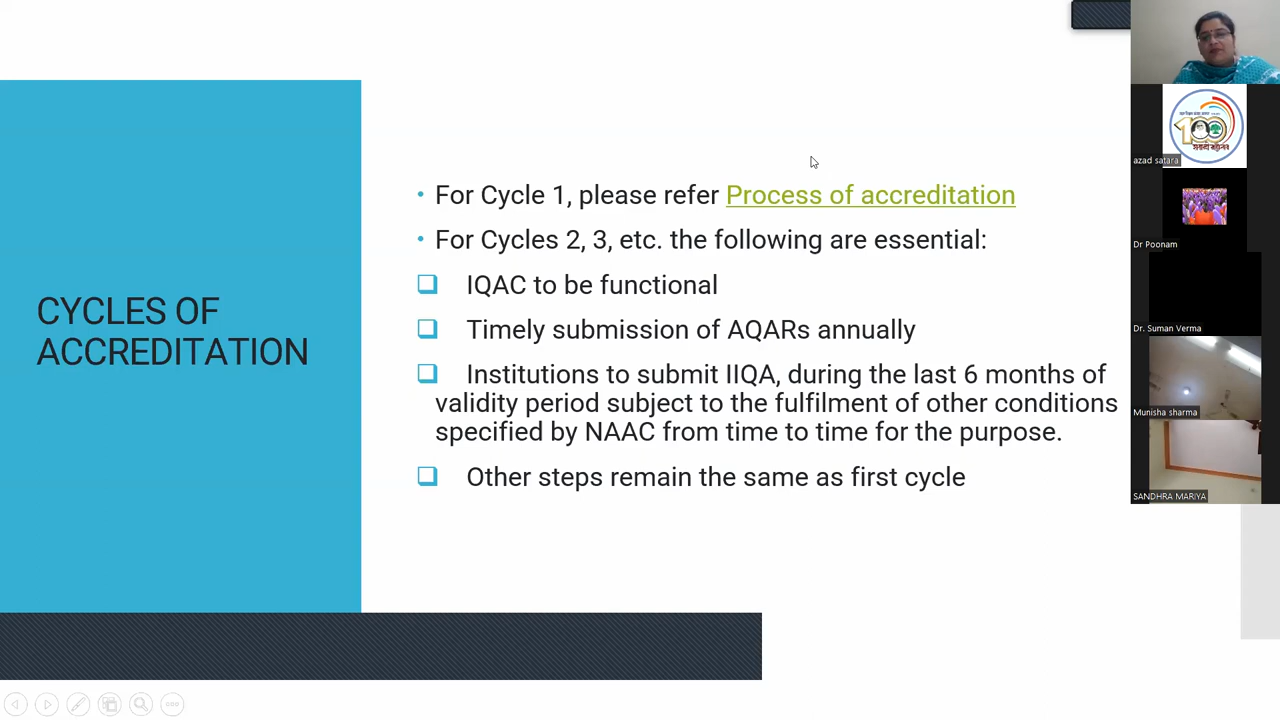 CYCLES OF
ACCREDITATION
• For Cycle 1, please refer Process of accreditation
• For Cycles 2, 3, etc. the following are essential:
❑ IQAC to be functional
❑ Timely submission of AQARs annually
❑ Institutions to submit IIQA, during the last 6 months of
validity period subject to the fulfilment of other conditions
specified by NAAC from time to time for the purpose.
❑ Other steps remain the same as first cycle
100
azad satara
Dr Poonam
Dr. Suman Verma
Munisha sharma
SANDHRA MARIYA